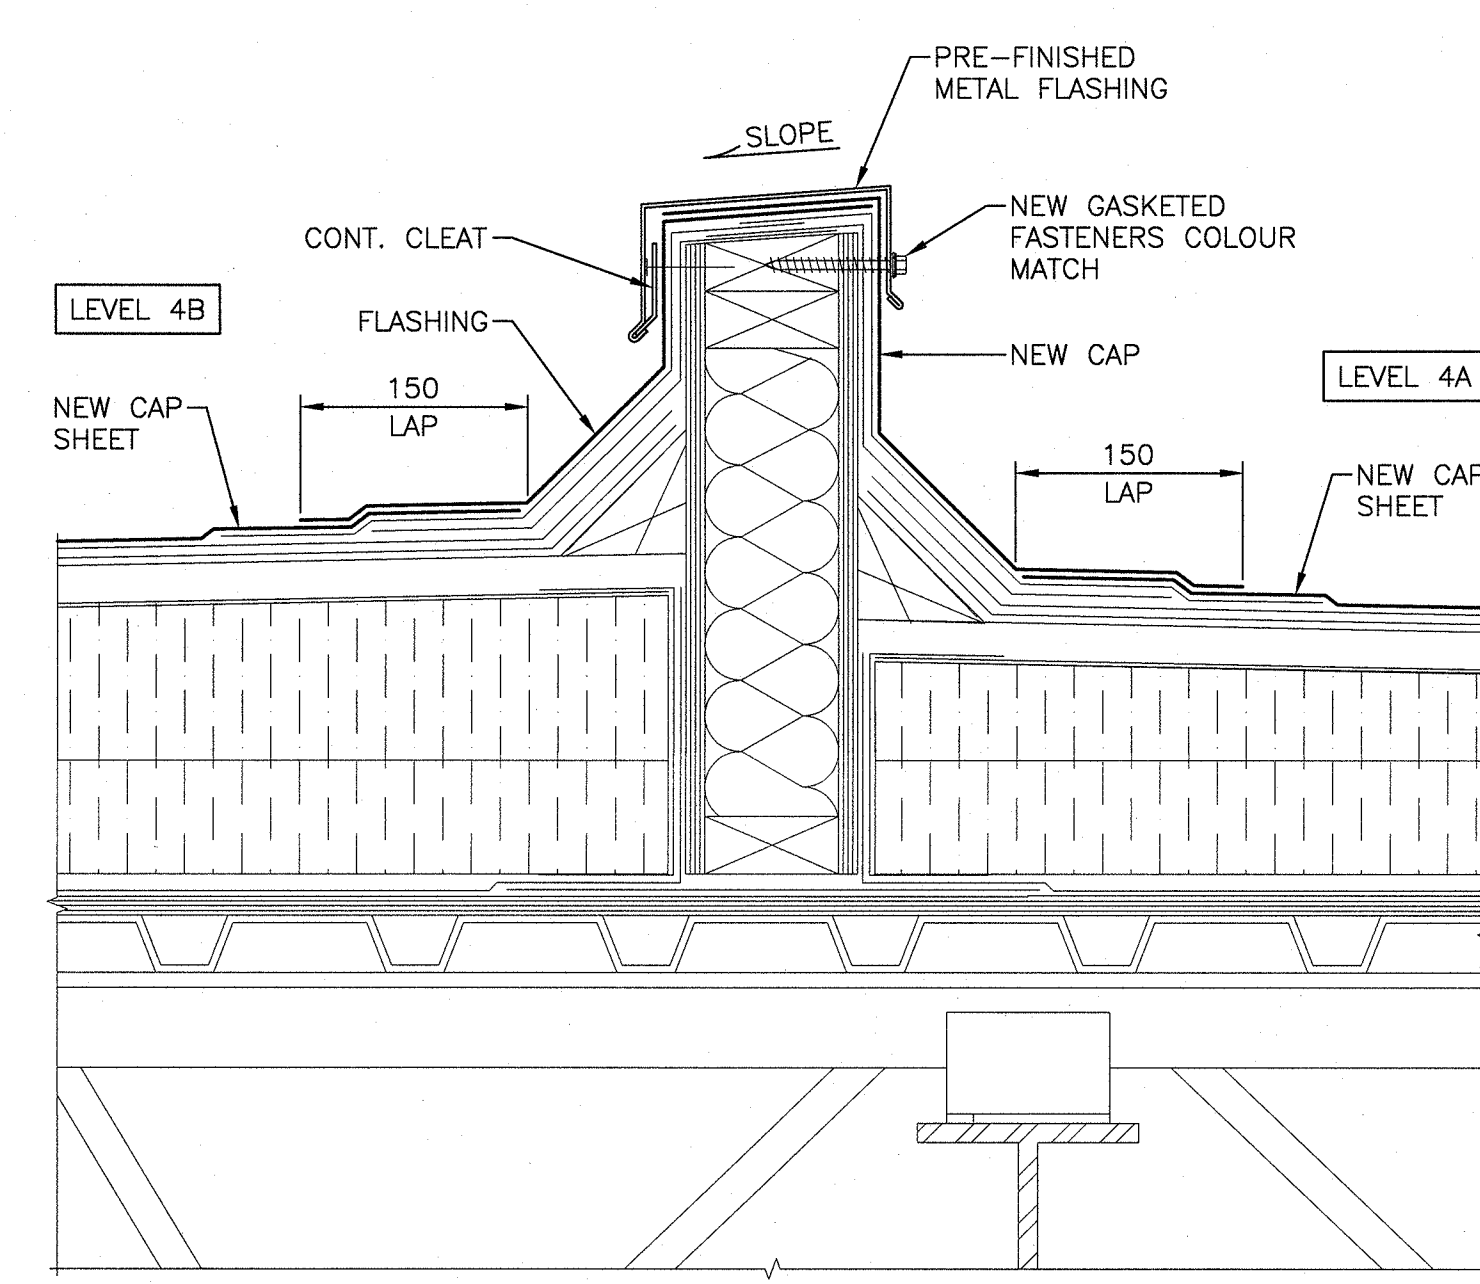 PRE-FINISHED
METAL FLASHING
SLOPE
NEW GASKETED
FASTENERS COLOUR
MATCH
CONT. CLEAT
LEVEL 4B
FLASHING
NEW CAP
LEVEL 4A
150
LAP
NEW CAP
SHEET
150
LAP
NEW CAP
SHEET